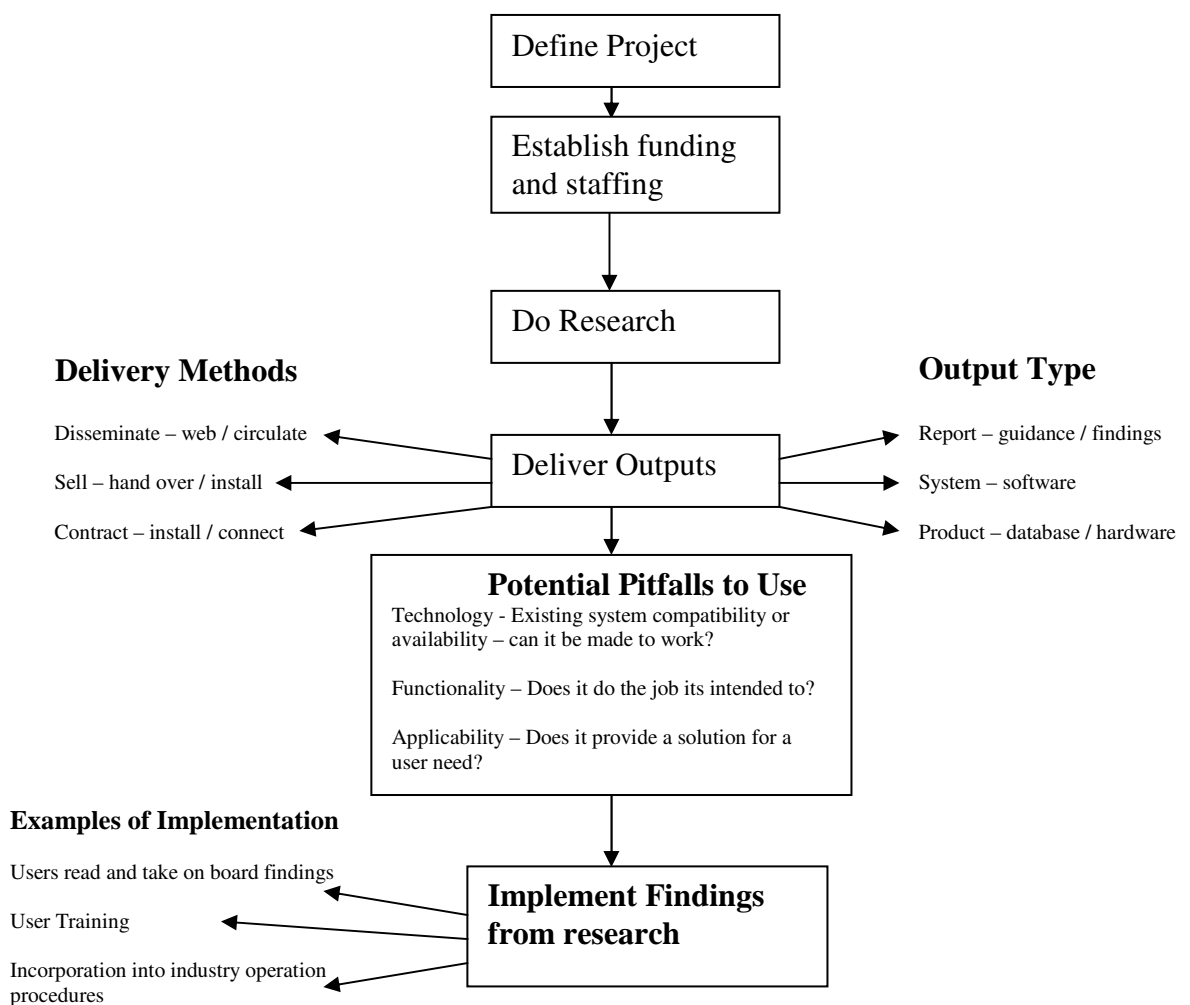 Define Project
Establish funding
and staffing
Do Research
Delivery Methods
Disseminate – web / circulate
Sell – hand over / install
Contract – install / connect
Deliver Outputs
Output Type
Report – guidance / findings
System – software
Product – database / hardware
Potential Pitfalls to Use
Technology - Existing system compatibility or
availability – can it be made to work?
Functionality – Does it do the job its intended to?
Applicability – Does it provide a solution for a
user need?
Examples of Implementation
Users read and take on board findings
User Training
Incorporation into industry operation
procedures
Implement Findings
from research